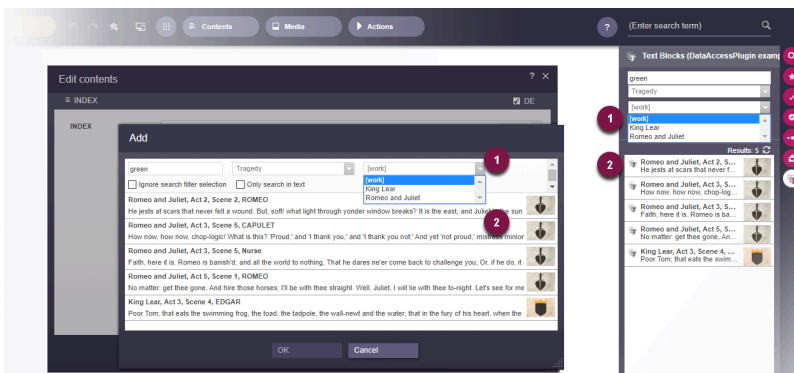 Contents
Media
Actions
?
(Enter search term)
Text Blocks (DataAccessPlugin examp
green
Tragedy
[work]
1
[work]
King Lear
Romeo and Juliet
Results: 5
2
Romeo and Juliet, Act 2, S...
He jests at scars that never f...
Romeo and Juliet, Act 3, S...
How now, how now, chop-log...
Romeo and Juliet, Act 3, S...
Faith, here it is. Romeo is ba...
Romeo and Juliet, Act 5, S...
No matter: get thee gone, An...
King Lear, Act 3, Scene 4, ...
Poor Tom; that eats the swim...
Edit contents
? ×
INDEX
DE
INDEX
Add
green
Tragedy
[work]
1
Ignore search filter selection
Only search in text
[work]
King Lear
Romeo and Juliet
2
Romeo and Juliet, Act 2, Scene 2, ROMEO
He jests at scars that never felt a wound. But, soft! what light through yonder window breaks? It is the east, and Juliet is the sun.
Romeo and Juliet, Act 3, Scene 5, CAPULET
How now, how now, chop-logic! What is this? 'Proud,' and 'I thank you,' and 'I thank you not;' And yet 'not proud,' mistress minior
Romeo and Juliet, Act 3, Scene 5, Nurse
Faith, here it is. Romeo is banish'd; and all the world to nothing, That he dares ne'er come back to challenge you; Or, if he do, it
Romeo and Juliet, Act 5, Scene 1, ROMEO
No matter: get thee gone, And hire those horses; I'll be with thee straight. Well, Juliet, I will lie with thee to-night. Let's see for me
King Lear, Act 3, Scene 4, EDGAR
Poor Tom; that eats the swimming frog, the toad, the tadpole, the wall-newt and the water; that in the fury of his heart, when the
OK
Cancel